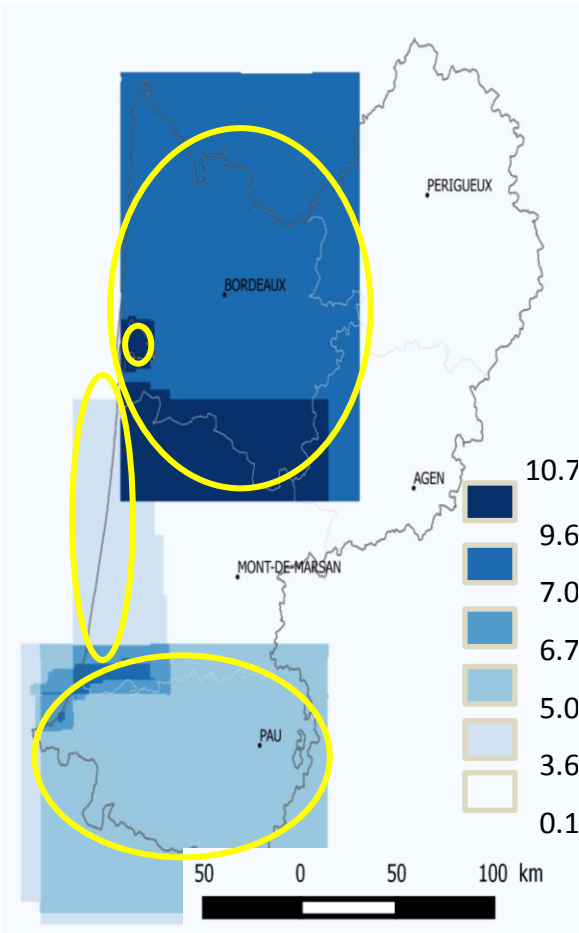 PERIGUEUX
BORDEAUX
10.7
AGEN
9.6
MONT-DE-MARSAN
7.0
6.7
5.0
PAU
3.6
0.1
50 0 50 100 km